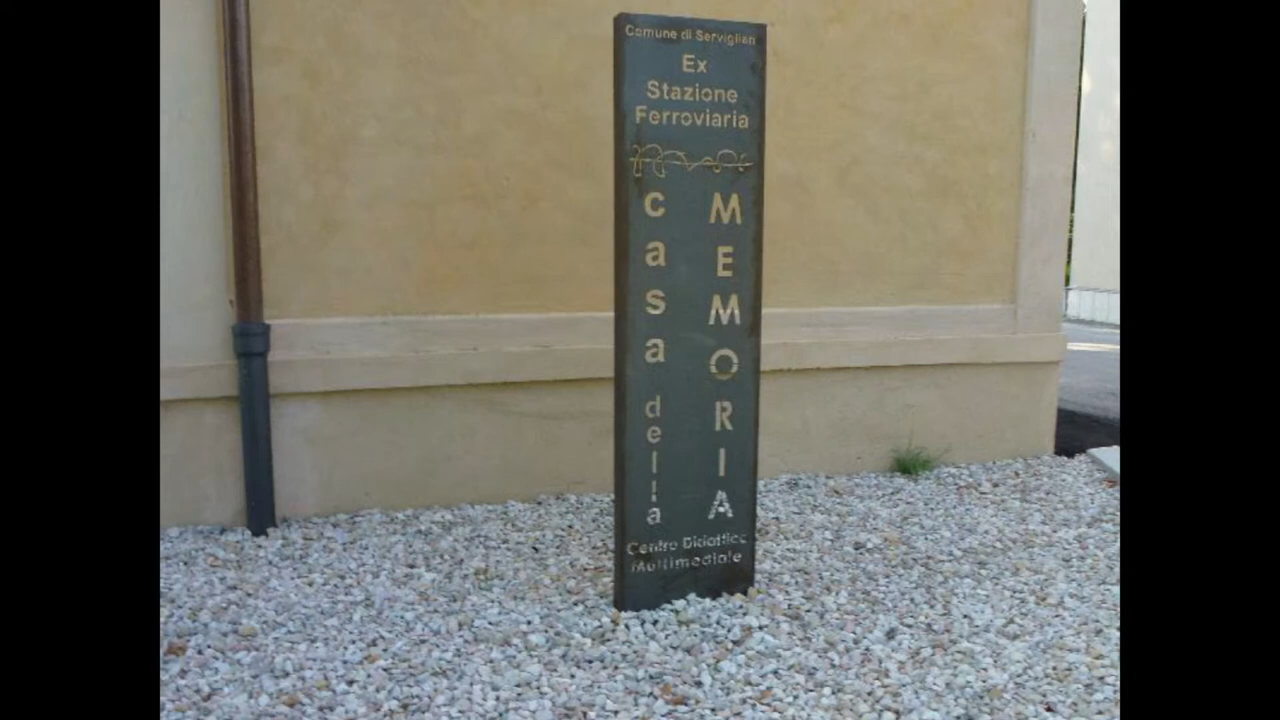 Comune di Servigliano
Ex
Stazione
Ferroviaria
casa
della
MEMORIA
Centro Didattico
Multimediale